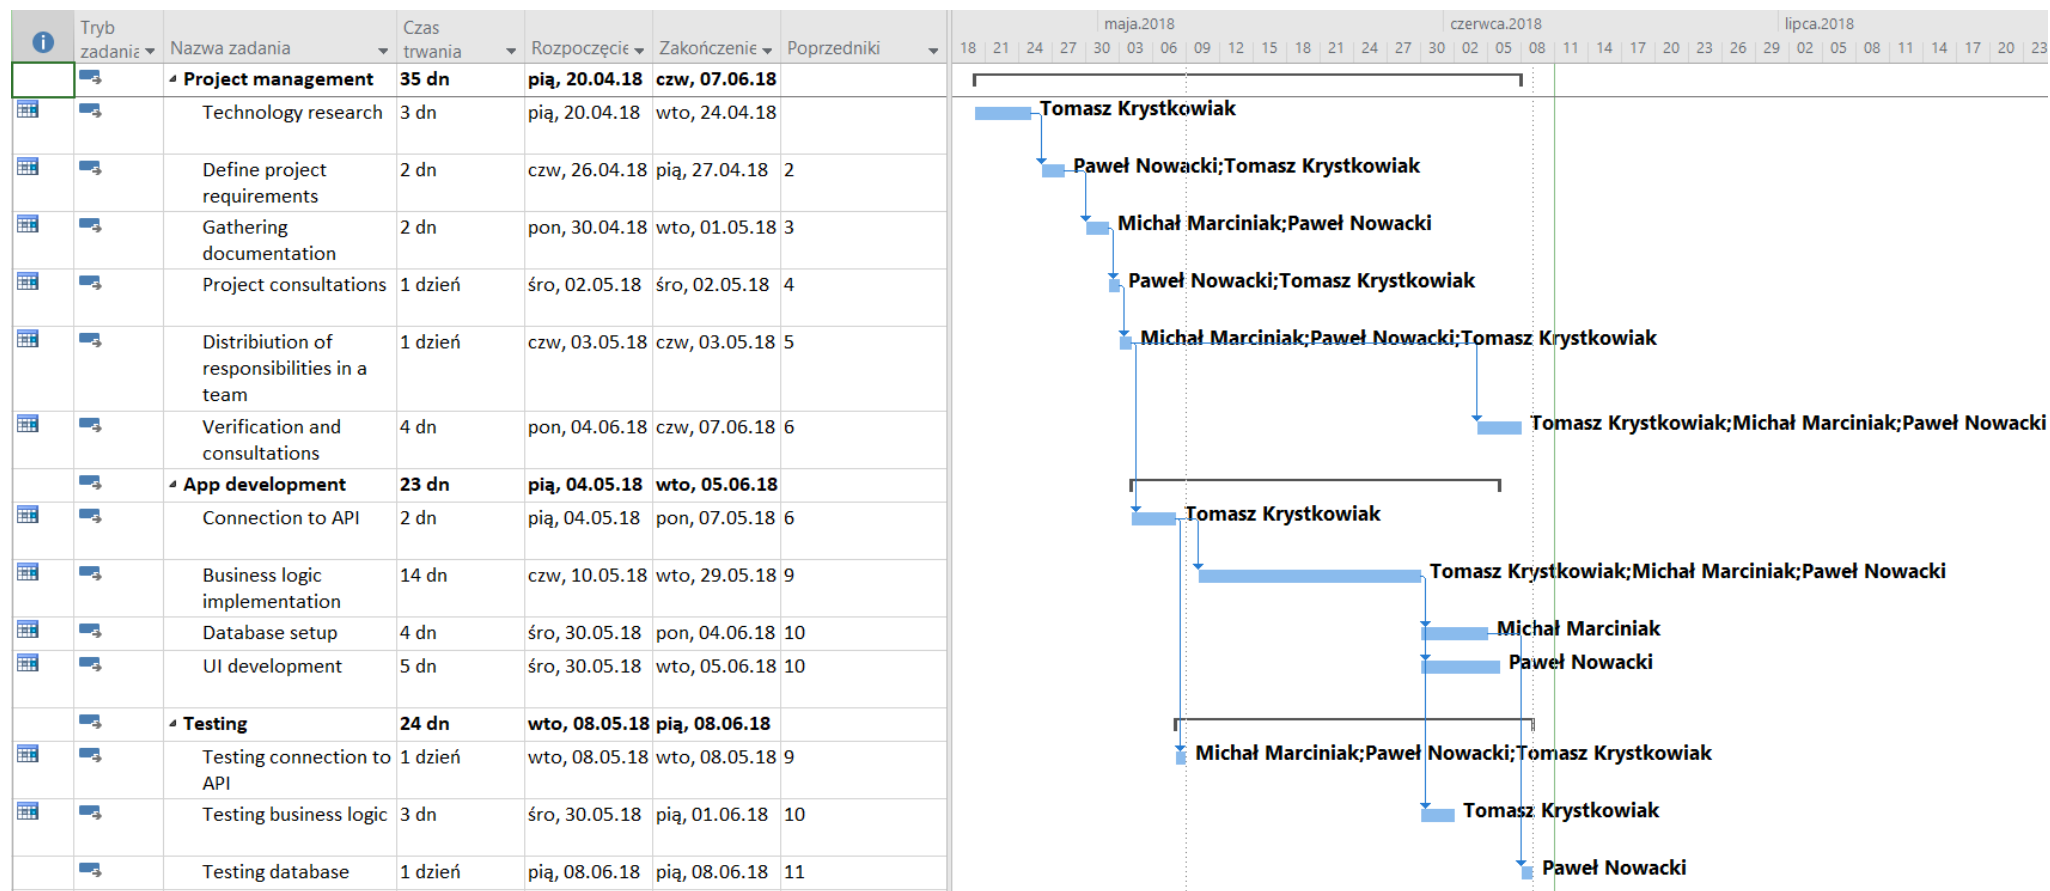 Tryb zadania Nazwa zadania Czas trwania Rozpoczęcie Zakończenie Poprzedniki
maja.2018 czerwca.2018 lipca.2018
18 21 24 27 30 03 06 09 12 15 18 21 24 27 30 02 05 08 11 14 17 20 23 26 29 02 05 08 11 14 17 20 23
Project management 35 dn pią, 20.04.18 czw, 07.06.18
Technology research 3 dn pią, 20.04.18 wto, 24.04.18 Tomasz Krystkowiak
Define project requirements 2 dn czw, 26.04.18 pią, 27.04.18 2 Paweł Nowacki;Tomasz Krystkowiak
Gathering documentation 2 dn pon, 30.04.18 wto, 01.05.18 3 Michał Marciniak;Paweł Nowacki
Project consultations 1 dzień śro, 02.05.18 śro, 02.05.18 4 Paweł Nowacki;Tomasz Krystkowiak
Distribiution of responsibilities in a team 1 dzień czw, 03.05.18 czw, 03.05.18 5 Michał Marciniak;Paweł Nowacki;Tomasz Krystkowiak
Verification and consultations 4 dn pon, 04.06.18 czw, 07.06.18 6 Tomasz Krystkowiak;Michał Marciniak;Paweł Nowacki
App development 23 dn pią, 04.05.18 wto, 05.06.18
Connection to API 2 dn pią, 04.05.18 pon, 07.05.18 6 Tomasz Krystkowiak
Business logic implementation 14 dn czw, 10.05.18 wto, 29.05.18 9 Tomasz Krystkowiak;Michał Marciniak;Paweł Nowacki
Database setup 4 dn śro, 30.05.18 pon, 04.06.18 10 Michał Marciniak
UI development 5 dn śro, 30.05.18 wto, 05.06.18 10 Paweł Nowacki
Testing 24 dn wto, 08.05.18 pią, 08.06.18
Testing connection to API 1 dzień wto, 08.05.18 wto, 08.05.18 9 Michał Marciniak;Paweł Nowacki;Tomasz Krystkowiak
Testing business logic 3 dn śro, 30.05.18 pią, 01.06.18 10 Tomasz Krystkowiak
Testing database 1 dzień pią, 08.06.18 pią, 08.06.18 11 Paweł Nowacki